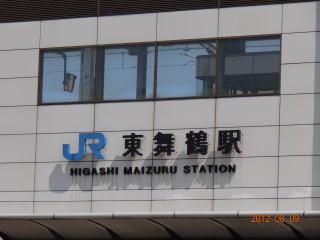 JR 東舞鶴駅
HIGASHI MAIZURU STATION
2012-08-09